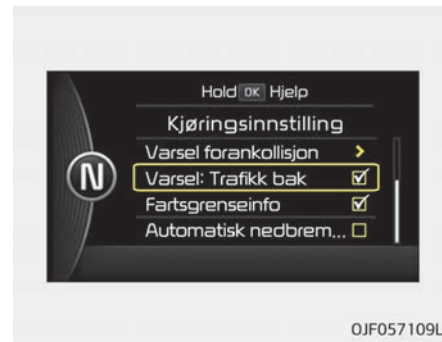 Hold OK Hjelp
Kjøringsinnstilling
Varsel forankollisjon
N
Varsel: Trafikk bak
Fartsgrenseinfo
Automatisk nedbrem...
OJF057109L